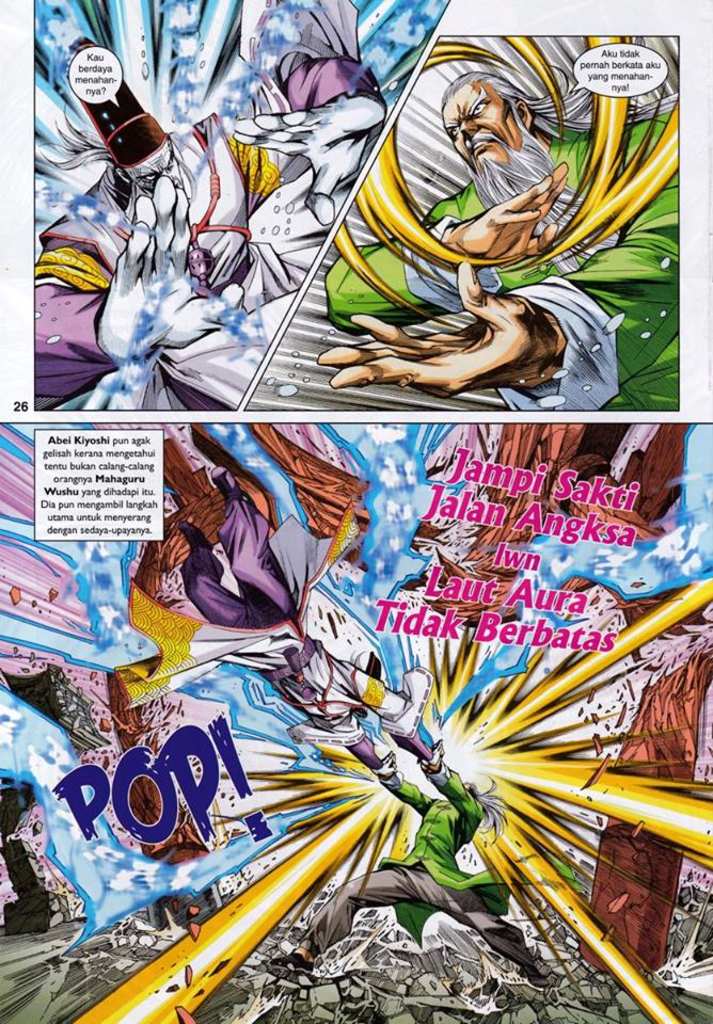 Kau
berdaya
menahan-
nya?
Aku tidak
pernah berkata aku
yang menahan-
nya!
26
Abei Kiyoshi pun agak
gelisah kerana mengetahui
tentu bukan calang-calang
orangnya Mahaguru
Wushu yang dihadapi itu.
Dia pun mengambil langkah
utama untuk menyerang
dengan sedaya-upayanya.
Jampi Sakti
Jalan Angksa
lwn
Laut Aura
Tidak Berbatas
POP!